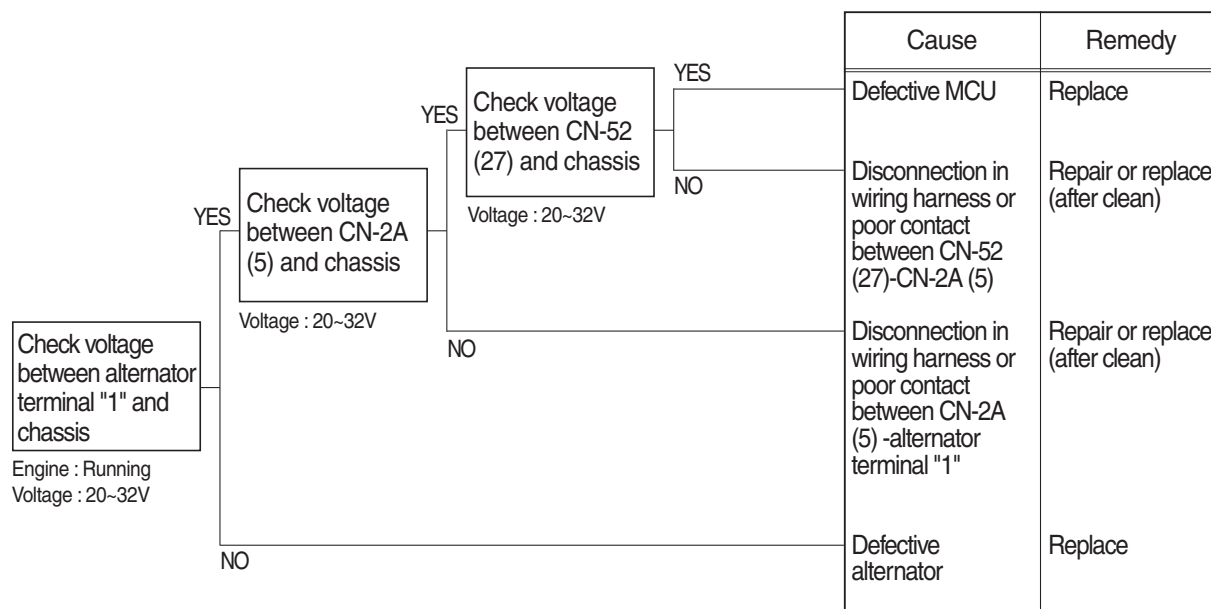 Cause
Remedy
YES
Defective MCU
Replace
Check voltage
between CN-52
(27) and chassis
YES
Voltage : 20~32V
NO
Disconnection in
wiring harness or
poor contact
between CN-52
(27)-CN-2A (5)
Repair or replace
(after clean)
Check voltage
between CN-2A
(5) and chassis
YES
Voltage : 20~32V
NO
Disconnection in
wiring harness or
poor contact
between CN-2A
(5) -alternator
terminal "1"
Repair or replace
(after clean)
Check voltage
between alternator
terminal "1" and
chassis
Engine : Running
Voltage : 20~32V
NO
Defective
alternator
Replace